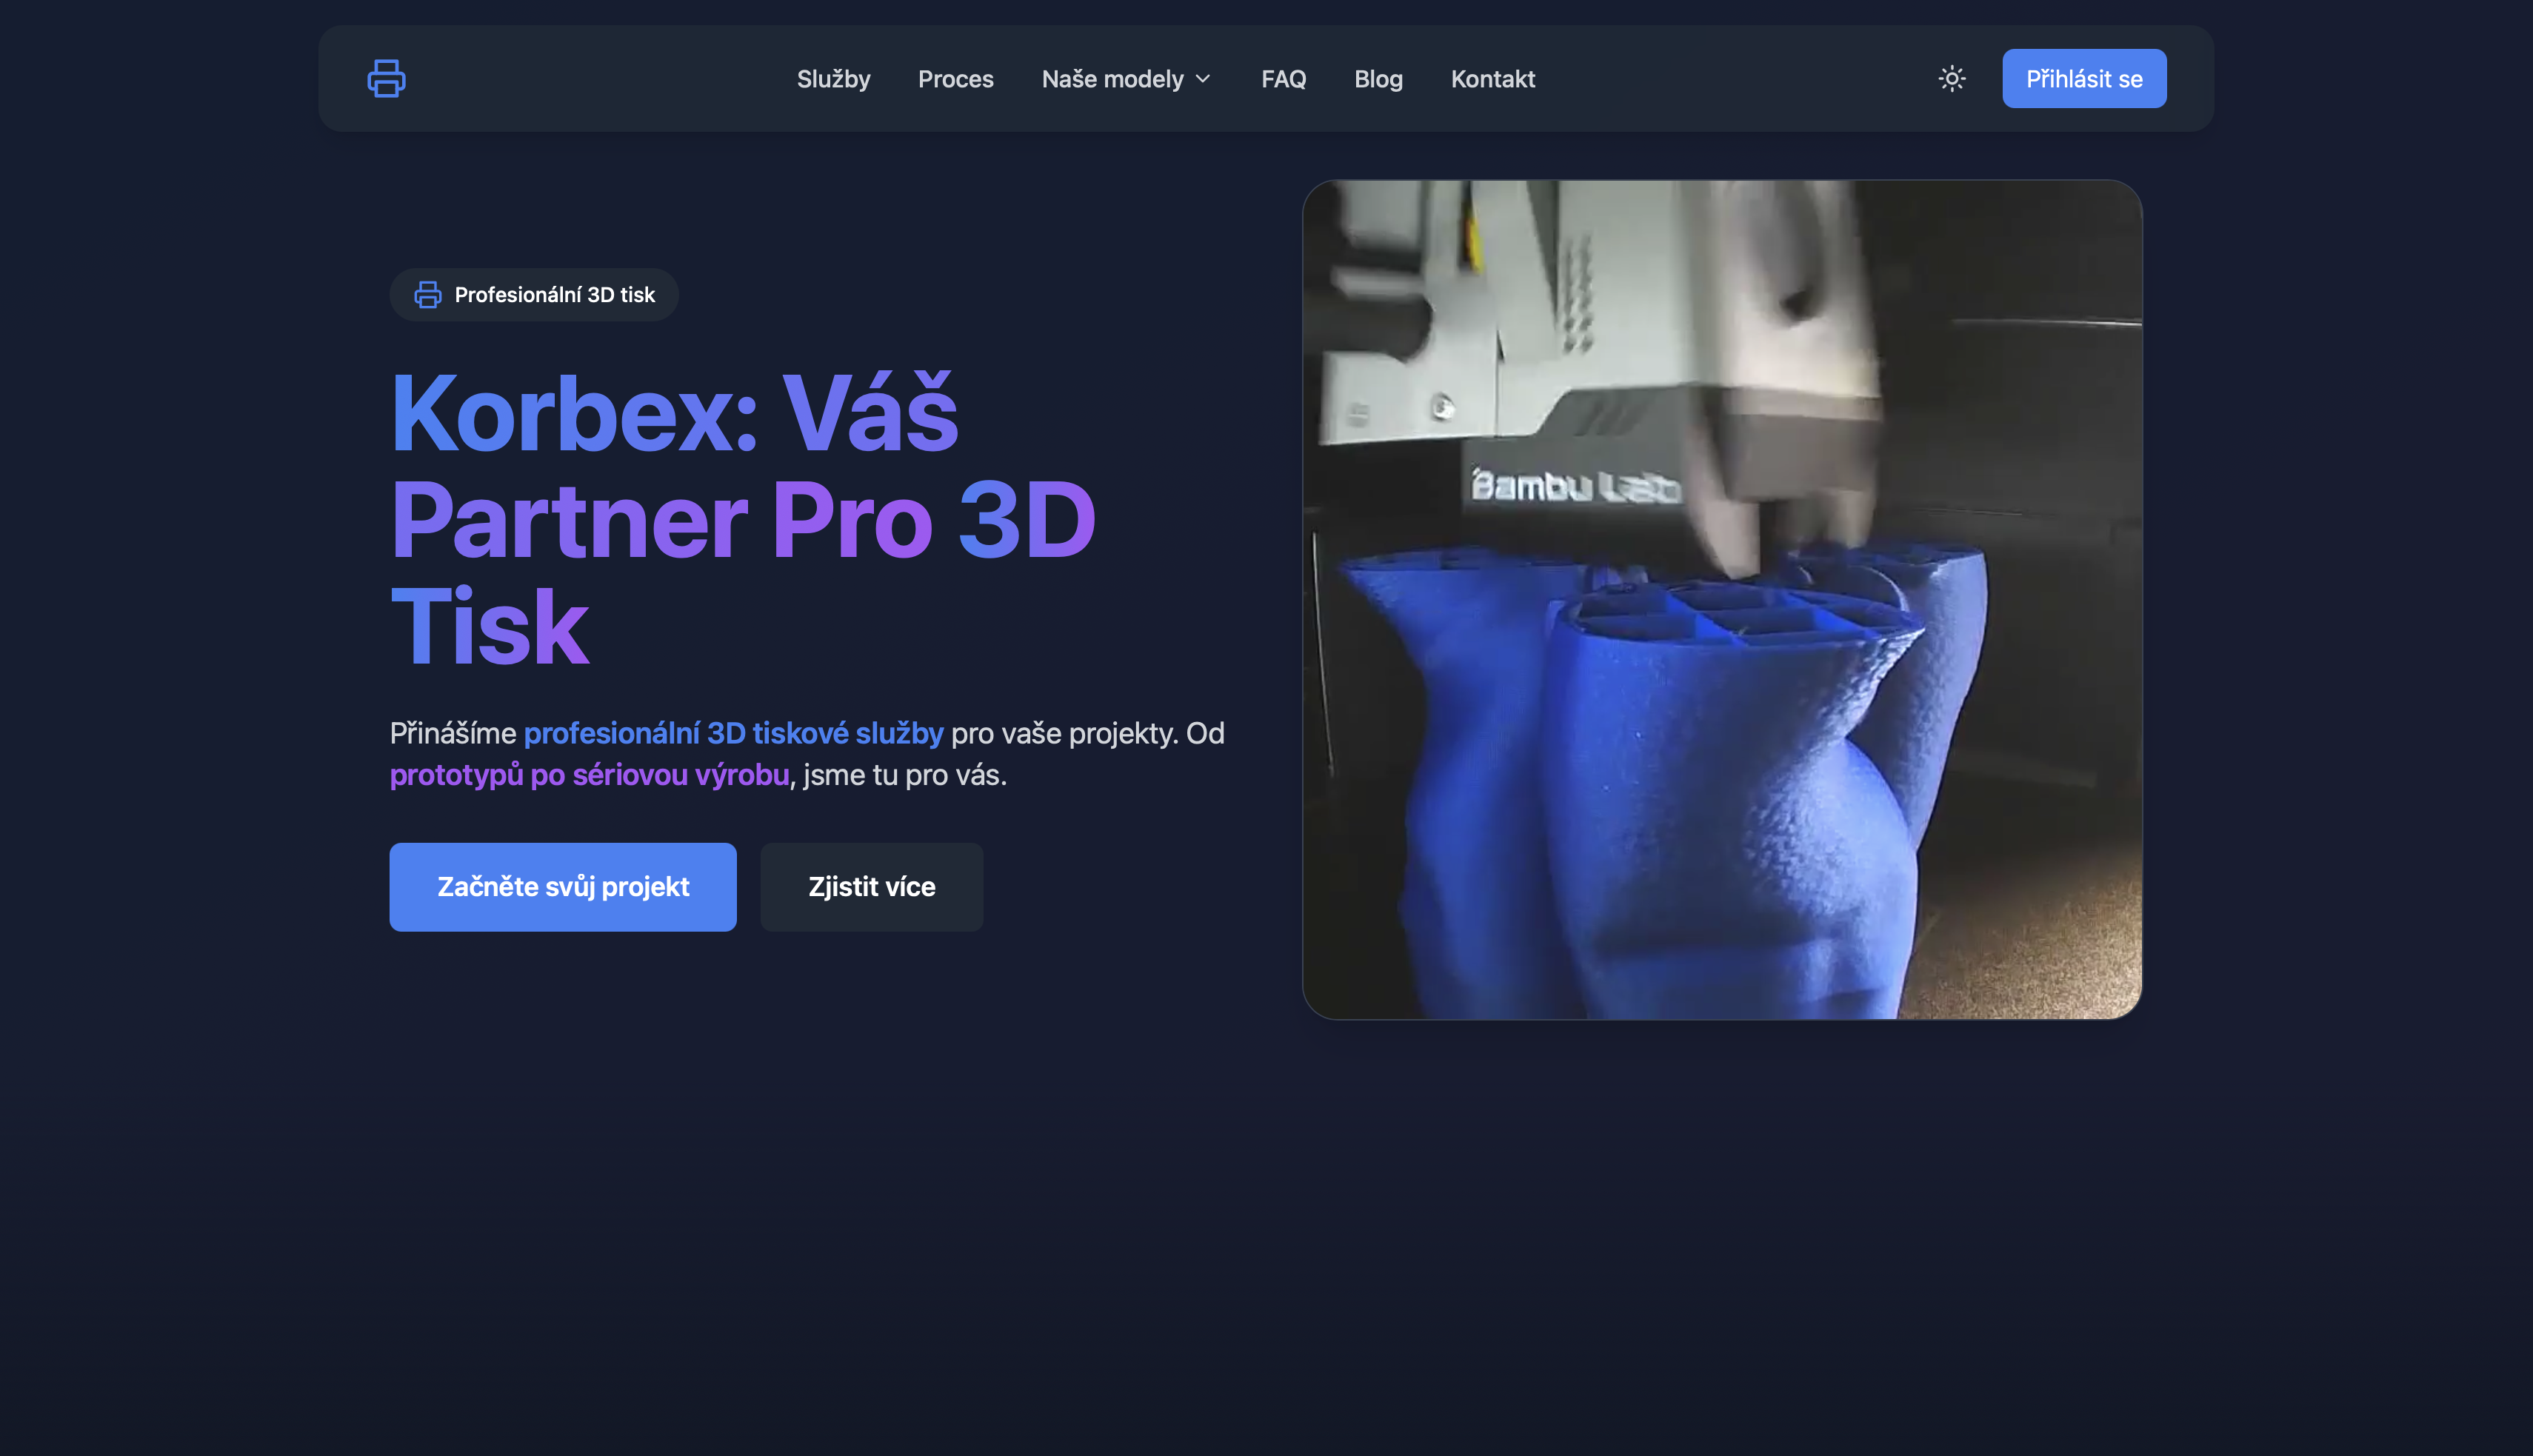 Služby Proces Naše modely FAQ Blog Kontakt Přihlásit se
Profesionální 3D tisk
Korbex: Váš
Partner Pro 3D
Tisk
Přinášíme profesionální 3D tiskové služby pro vaše projekty. Od
prototypů po sériovou výrobu, jsme tu pro vás.
Začněte svůj projekt Zjistit více
Bambu Lab